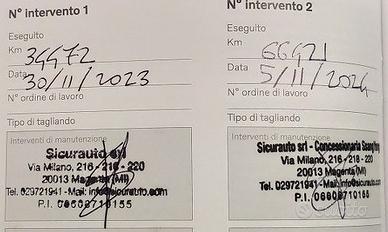 N° intervento 1
Eseguito
Km
34472
Data
30/11/2023
N° ordine di lavoro
Tipo di tagliando
Interventi di manutenzione
Sicurauto srl
Via Milano, 216 - 218 - 220
20013 Magenta (MI)
Tel. 029721941 - Mail: info@sicurauto.com
P.I. 08608710155
N° intervento 2
Eseguito
Km
66421
Data
5/11/2024
N° ordine di lavoro
Tipo di tagliando
Interventi di manutenzione
Sicurauto srl - Concessionaria
Via Milano, 216 - 218 - 220
20013 Magenta (MI)
Tel. 029721941 - Mail: info@sicurauto.com
P.I. 08608710155